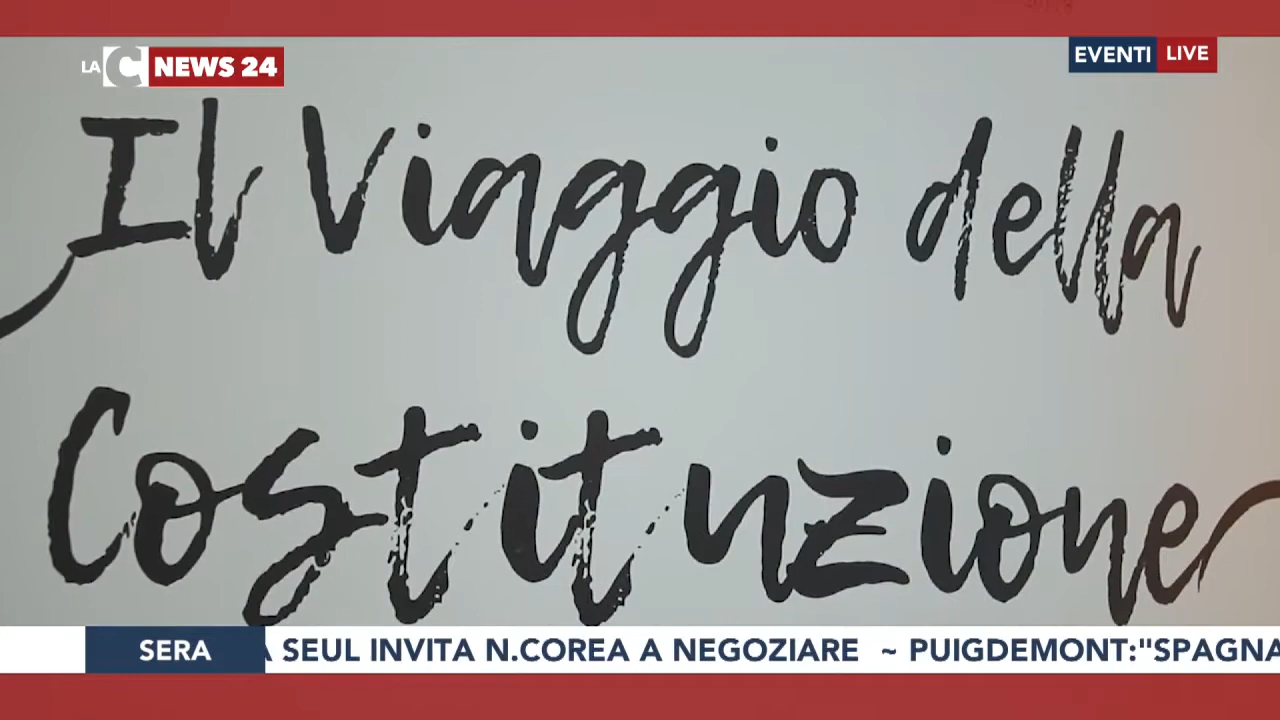 LA C NEWS 24
EVENTI LIVE
Il Viaggio della
Costituzione
SERA
A SEUL INVITA N.COREA A NEGOZIARE ~ PUIGDEMONT:"SPAGNA